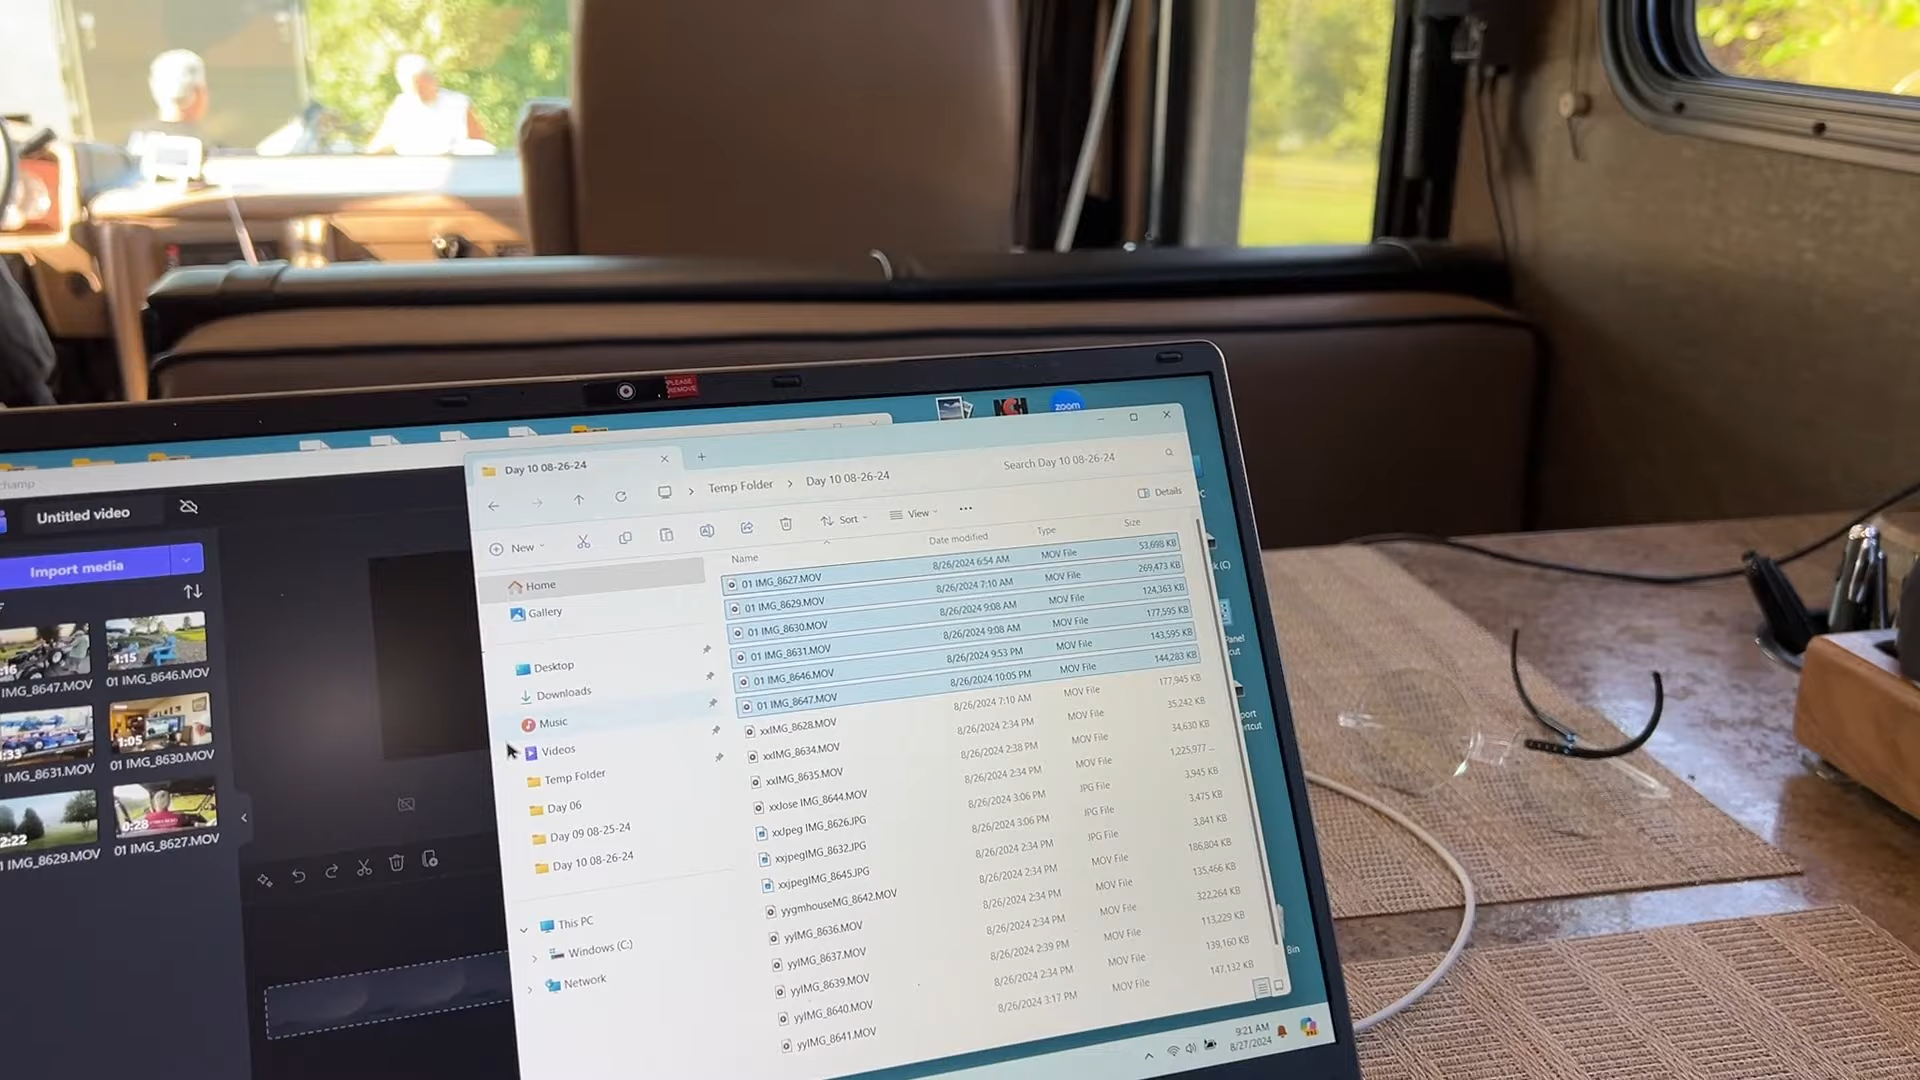 PLEASE
REMOVE
zoom
champ
Untitled video
Import media
1:15
IMG_8647.MOV
01 IMG_8646.MOV
1:05
IMG_8631.MOV
01 IMG_8630.MOV
2:22
0:28
IMG_8629.MOV
01 IMG_8627.MOV
Day 10 08-26-24
Temp Folder
Day 10 08-26-24
Search Day 10 08-26-24
New
Sort
View
Details
Home
Gallery
Desktop
Downloads
Music
Videos
Temp Folder
Day 06
Day 09 08-25-24
Day 10 08-26-24
This PC
Windows (C:)
Network
Name
Date modified
Type
Size
01 IMG_8627.MOV 8/26/2024 6:54 AM MOV File 53,698 KB
01 IMG_8629.MOV 8/26/2024 7:10 AM MOV File 269,473 KB
01 IMG_8630.MOV 8/26/2024 9:08 AM MOV File 124,363 KB
01 IMG_8631.MOV 8/26/2024 9:08 AM MOV File 177,595 KB
01 IMG_8646.MOV 8/26/2024 9:53 PM MOV File 143,595 KB
01 IMG_8647.MOV 8/26/2024 10:05 PM MOV File 144,283 KB
xxIMG_8628.MOV 8/26/2024 7:10 AM MOV File 177,945 KB
xxIMG_8634.MOV 8/26/2024 2:34 PM MOV File 35,242 KB
xxIMG_8635.MOV 8/26/2024 2:38 PM MOV File 34,630 KB
xxJose IMG_8644.MOV 8/26/2024 2:34 PM MOV File 1,225,977 ...
xxJpeg IMG_8626.JPG 8/26/2024 3:06 PM JPG File 3,945 KB
xxjpegIMG_8632.JPG 8/26/2024 3:06 PM JPG File 3,475 KB
xxjpegIMG_8645.JPG 8/26/2024 2:34 PM JPG File 3,841 KB
yygmhouseMG_8642.MOV 8/26/2024 2:34 PM MOV File 186,804 KB
yyIMG_8636.MOV 8/26/2024 2:34 PM MOV File 135,466 KB
yyIMG_8637.MOV 8/26/2024 2:34 PM MOV File 322,264 KB
yyIMG_8639.MOV 8/26/2024 2:39 PM MOV File 113,229 KB
yyIMG_8640.MOV 8/26/2024 2:34 PM MOV File 139,160 KB
yyIMG_8641.MOV 8/26/2024 3:17 PM MOV File 147,132 KB
(C)
Panel
Bin
9:21 AM
8/27/2024